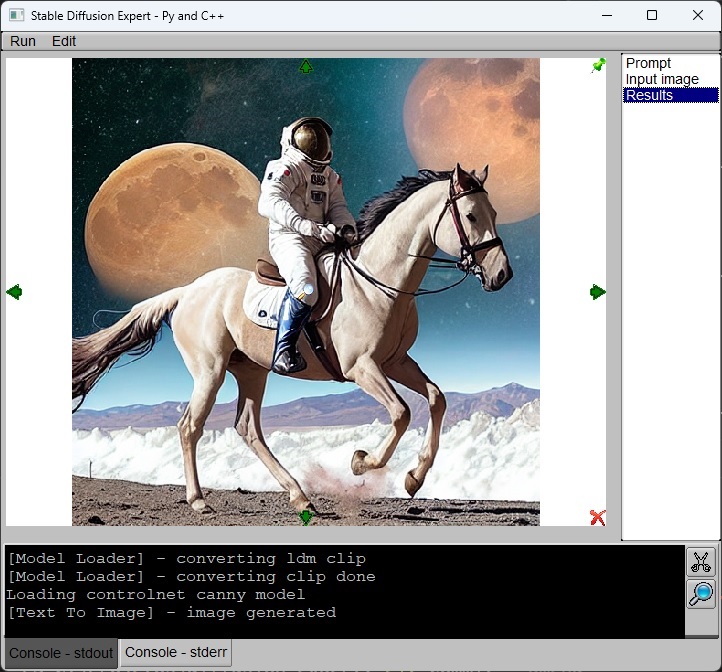 Stable Diffusion Expert - Py and C++
Run Edit
Prompt
Input image
Results
[Model Loader] - converting ldm clip
[Model Loader] - converting clip done
Loading controlnet canny model
[Text To Image] - image generated
Console - stdout Console - stderr